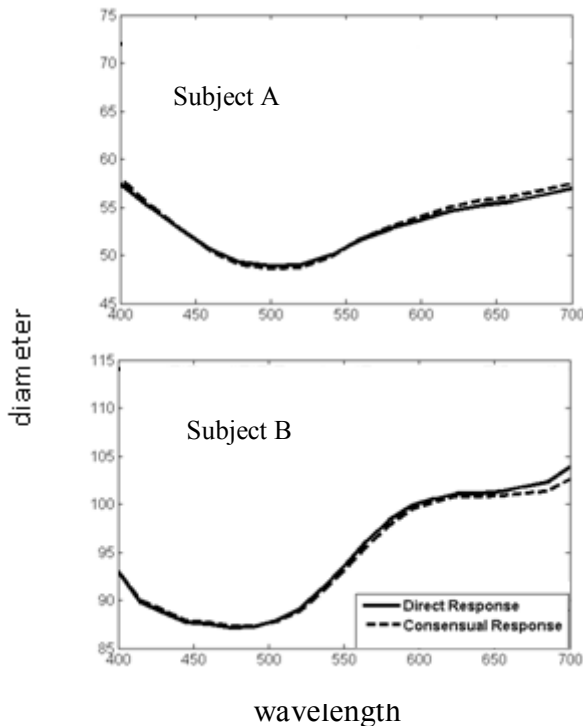 75
70
65
60
55
50
45
Subject A
400 450 500 550 600 650 700
diameter
115
110
105
100
95
90
85
Subject B
Direct Response
Consensual Response
400 450 500 550 600 650 700
wavelength